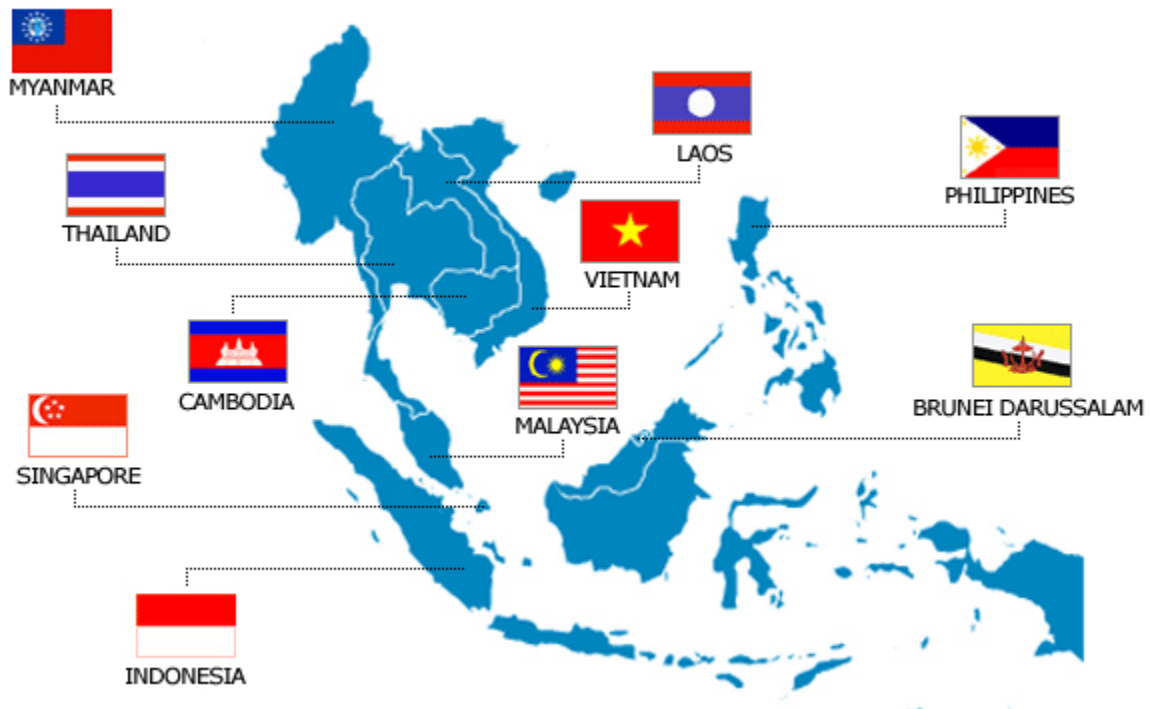 MYANMAR
LAOS
PHILIPPINES
THAILAND
VIETNAM
CAMBODIA
BRUNEI DARUSSALAM
MALAYSIA
SINGAPORE
INDONESIA